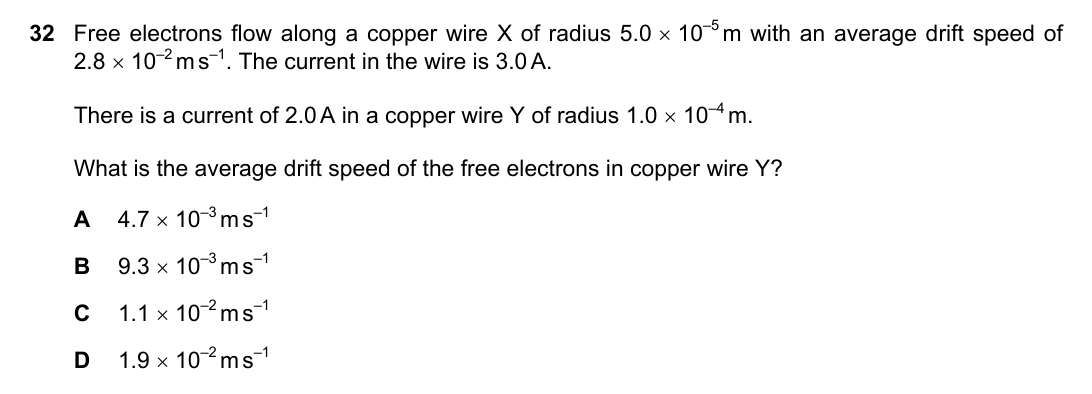 32 Free electrons flow along a copper wire X of radius 5.0 × 10⁻⁵ m with an average drift speed of
2.8 × 10⁻² m s⁻¹. The current in the wire is 3.0 A.
There is a current of 2.0 A in a copper wire Y of radius 1.0 × 10⁻⁴ m.
What is the average drift speed of the free electrons in copper wire Y?
A 4.7 × 10⁻³ m s⁻¹
B 9.3 × 10⁻³ m s⁻¹
C 1.1 × 10⁻² m s⁻¹
D 1.9 × 10⁻² m s⁻¹